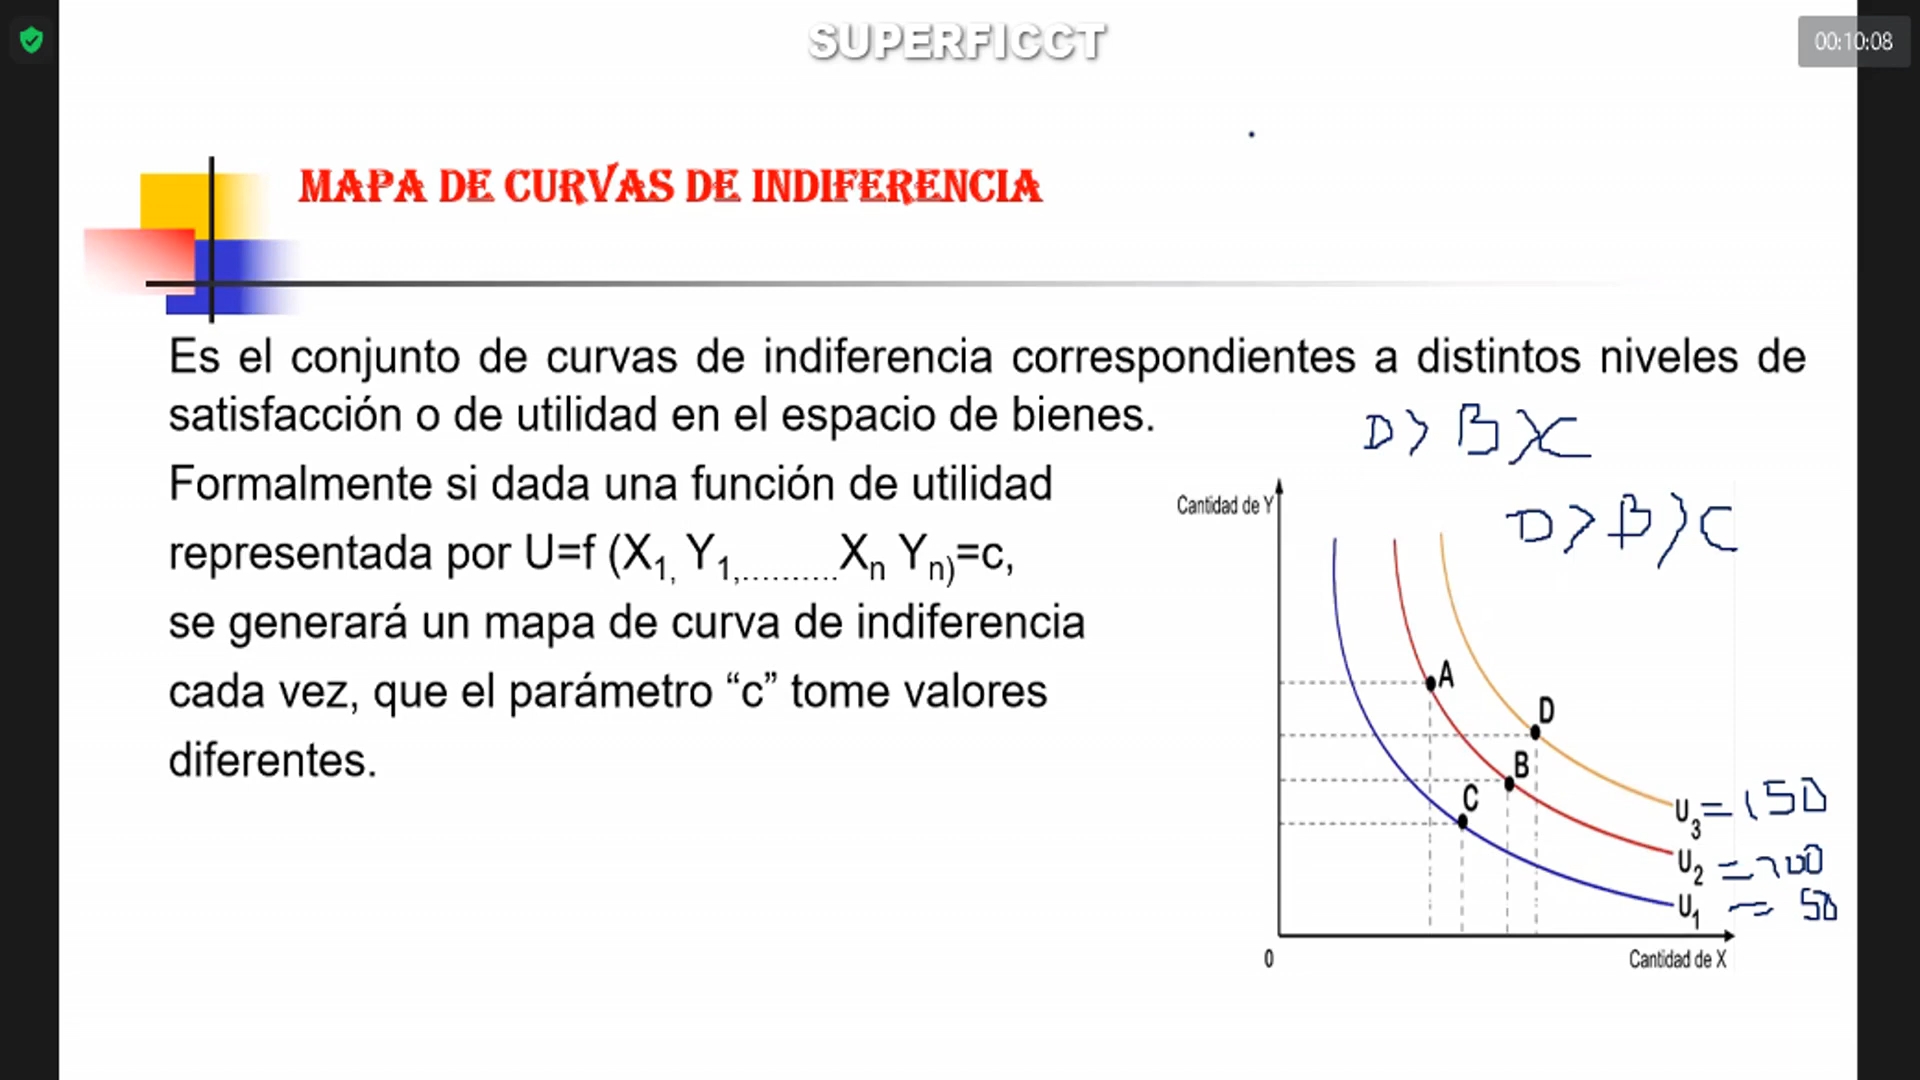 SUPERFICCT
00:10:08
MAPA DE CURVAS DE INDIFERENCIA
Es el conjunto de curvas de indiferencia correspondientes a distintos niveles de
satisfacción o de utilidad en el espacio de bienes.
D > B > C
Formalmente si dada una función de utilidad
Cantidad de Y
D > B > C
representada por U=f (X1, Y1,..........Xn Yn)=c,
se generará un mapa de curva de indiferencia
cada vez, que el parámetro “c” tome valores
diferentes.
A
D
B
C
U3 = 150
U2 = 100
U1 = 50
0
Cantidad de X